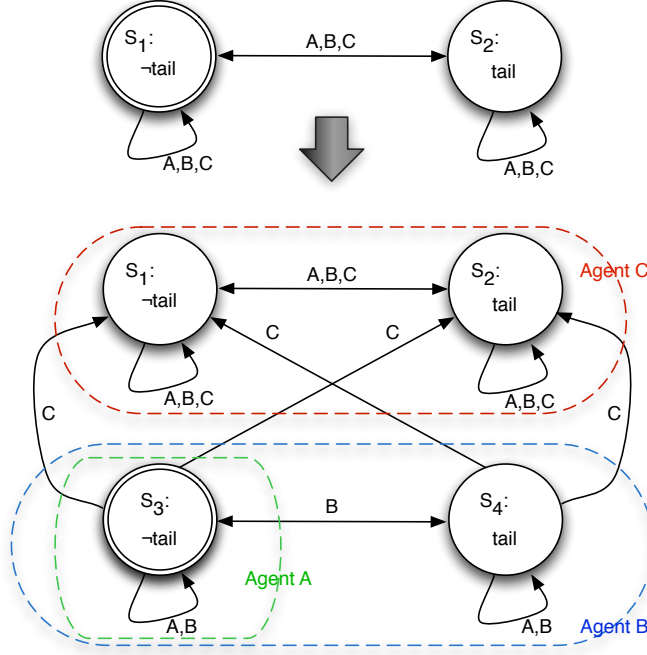 S1:
¬tail
A,B,C
S2:
tail
A,B,C
A,B,C
S1:
¬tail
A,B,C
S2:
tail
Agent C
C
C
A,B,C
A,B,C
C
C
S3:
¬tail
B
S4:
tail
Agent A
A,B
A,B
Agent B